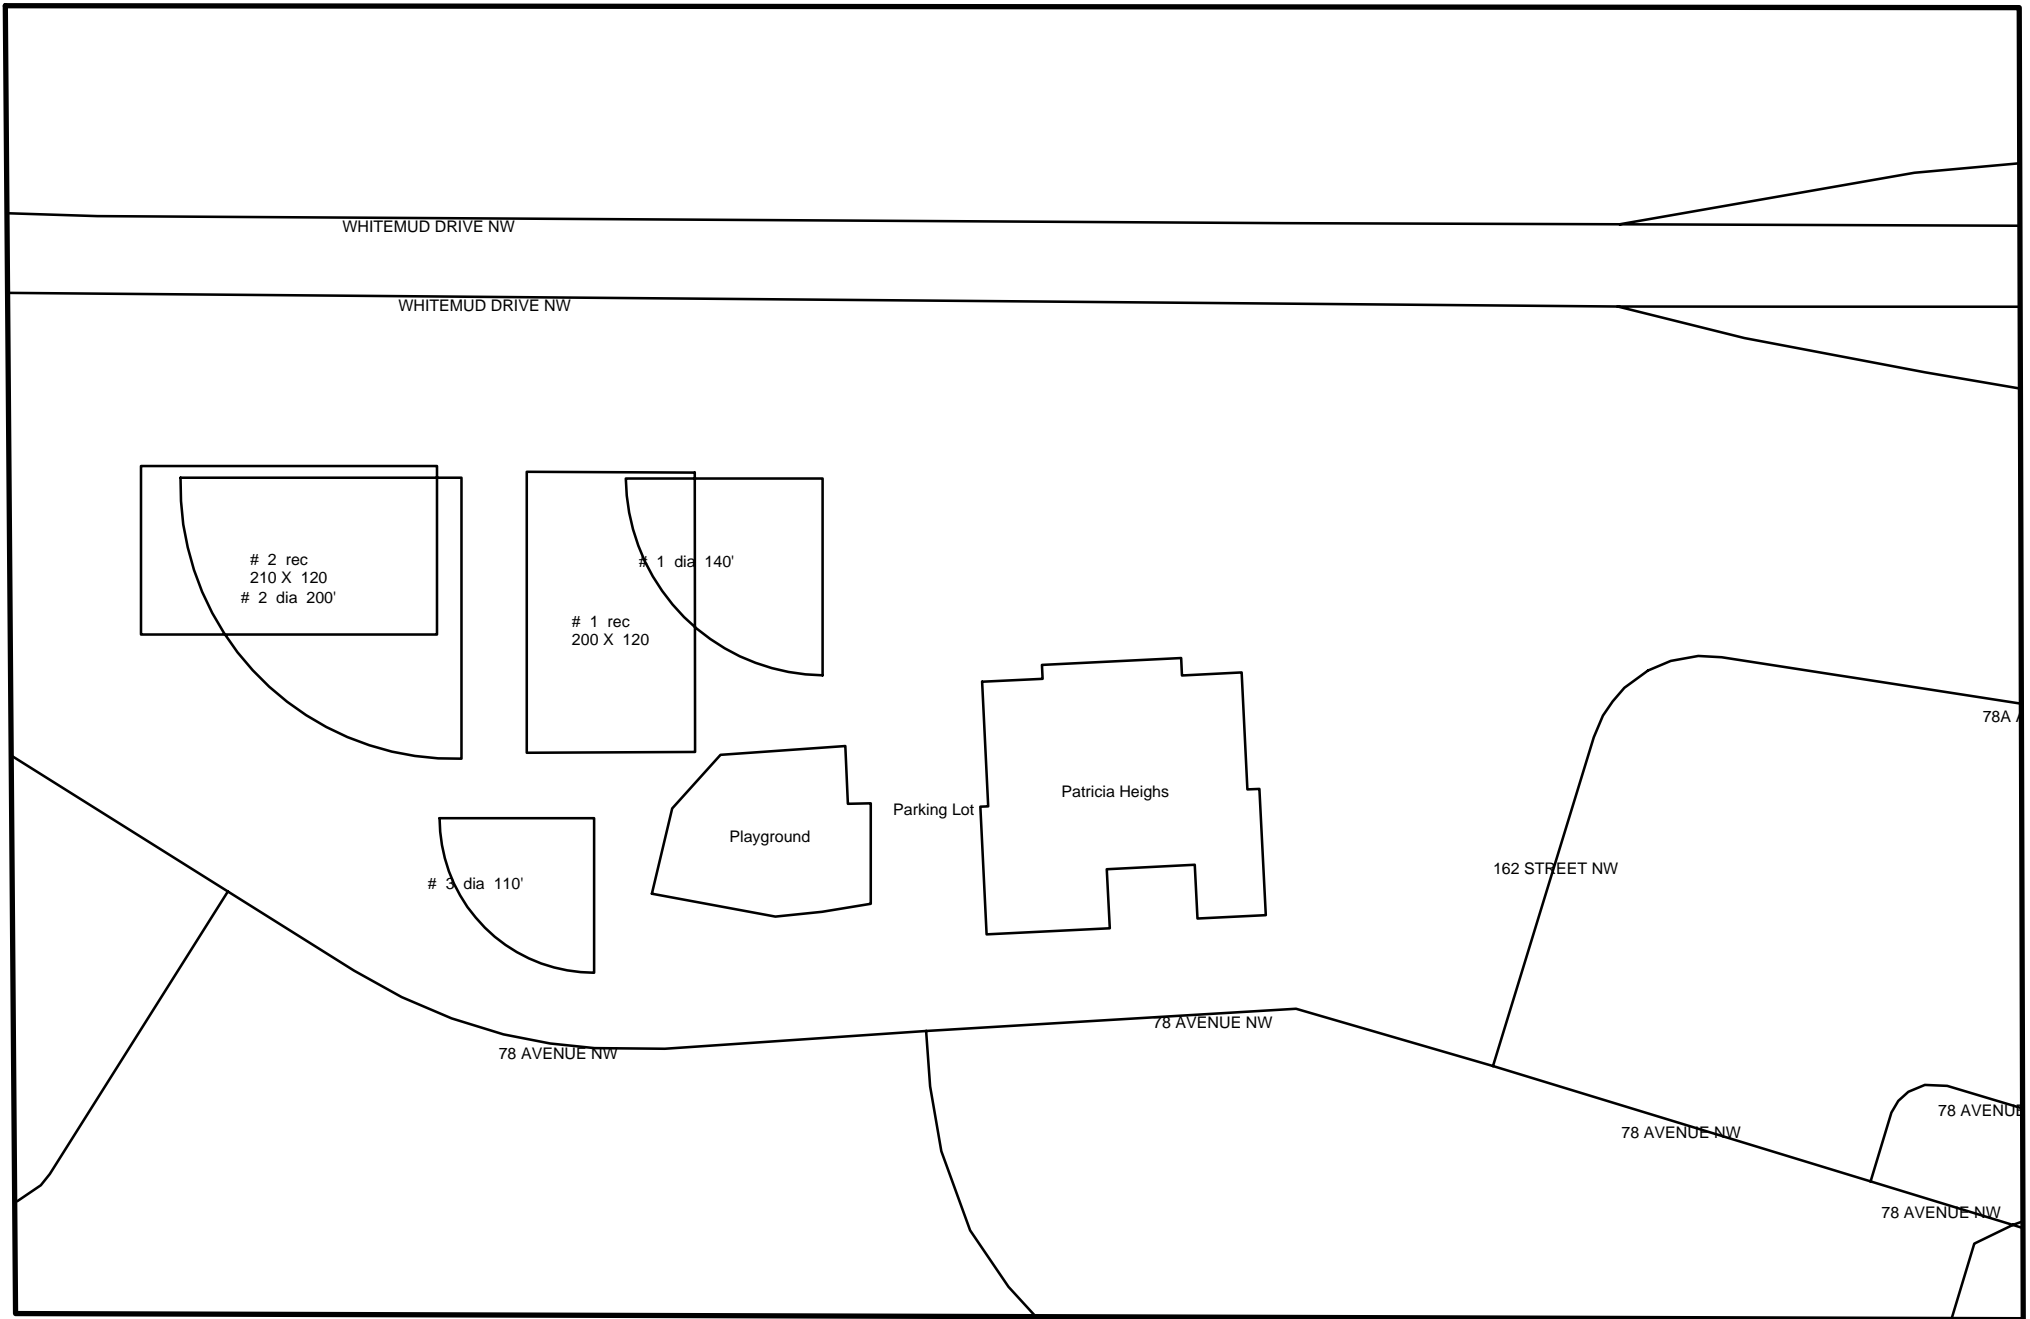 WHITEMUD DRIVE NW
WHITEMUD DRIVE NW
# 2 rec
210 X 120
# 2 dia 200'
# 1 dia 140'
# 1 rec
200 X 120
78A
Patricia Heighs
Parking Lot
Playground
162 STREET NW
# 3 dia 110'
78 AVENUE NW
78 AVENUE NW
78 AVENUE
78 AVENUE NW
78 AVENUE NW